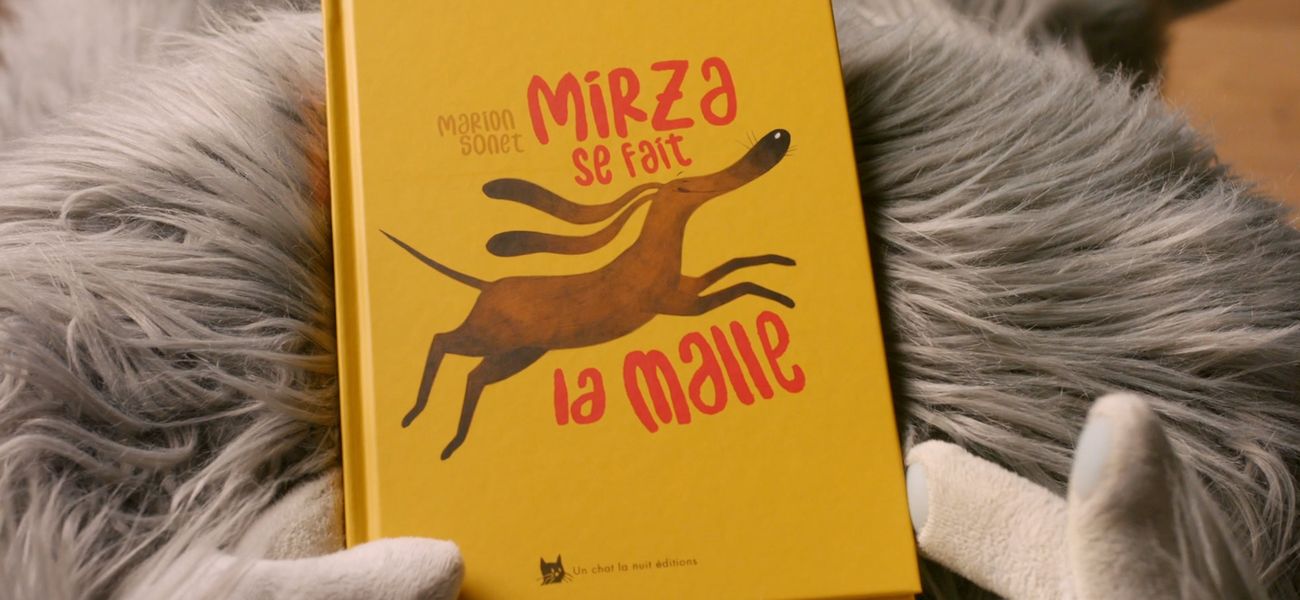 Marion
Sonet
Mirza
se fait
la malle
Un chat la nuit éditions